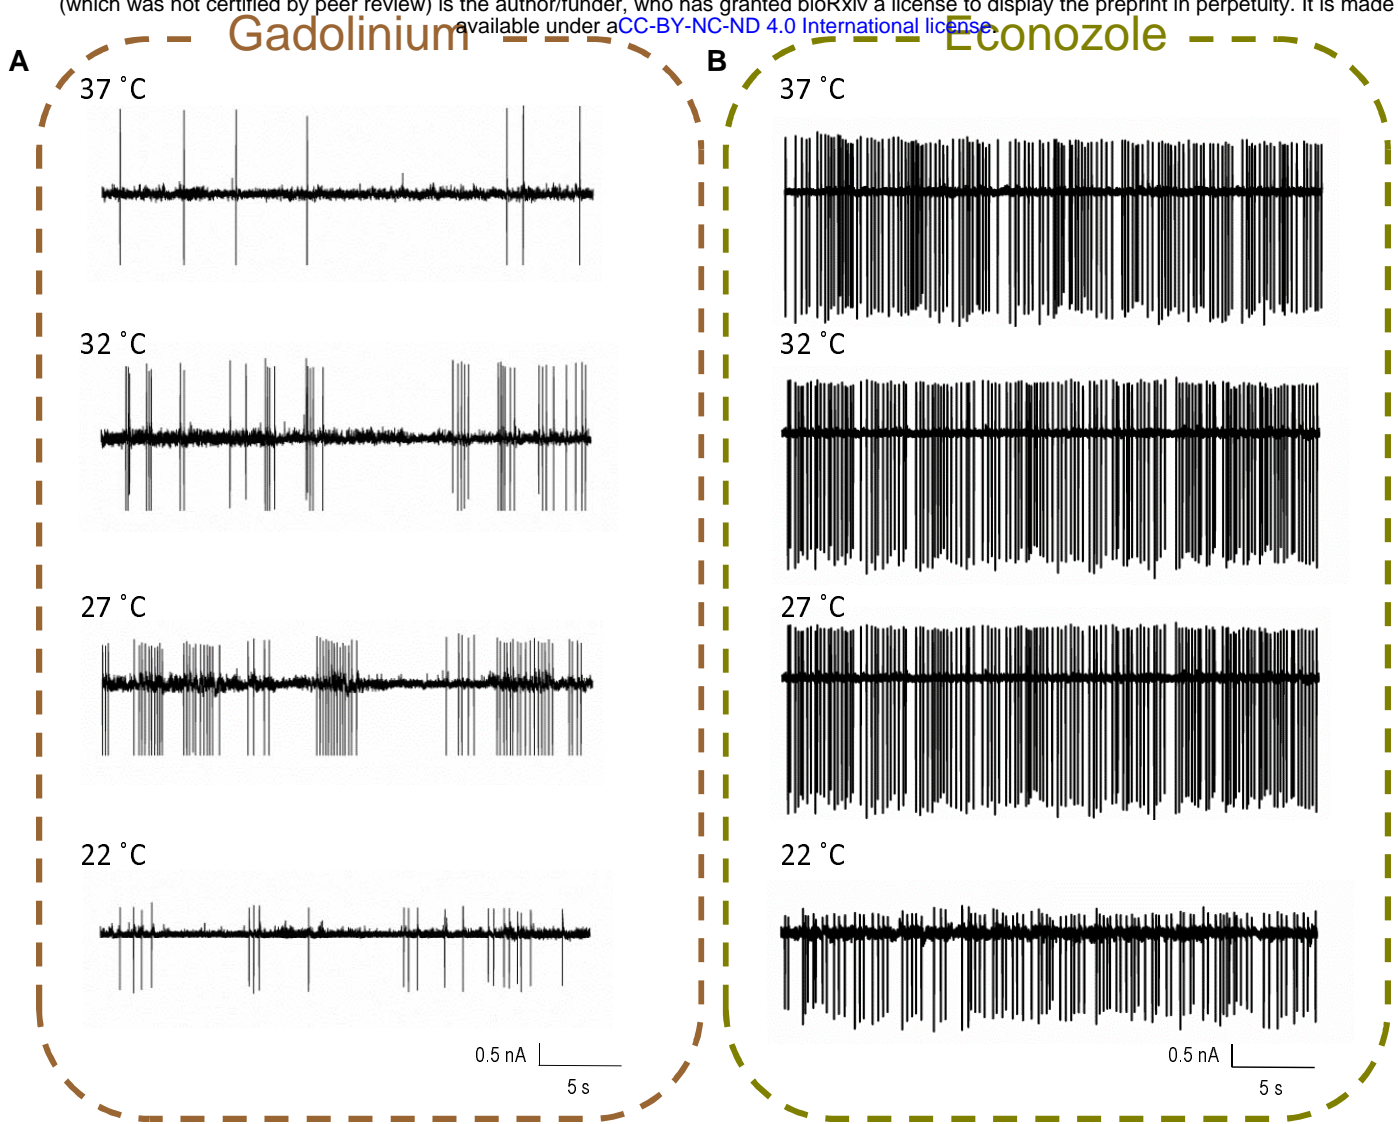 (which was not certified by peer review) is the author/funder, who has granted bioRxiv a license to display the preprint in perpetuity. It is made
available under aCC-BY-NC-ND 4.0 International license.
Gadolinium
Econozole
A
B
37 °C
37 °C
32 °C
32 °C
27 °C
27 °C
22 °C
22 °C
0.5 nA
5 s
0.5 nA
5 s